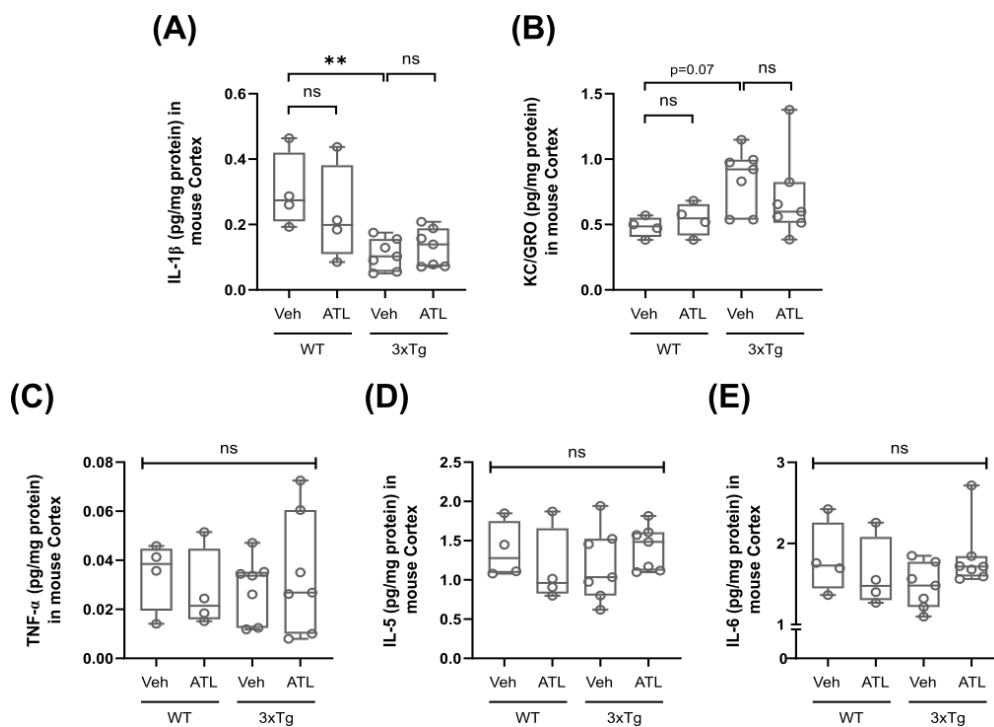 (A)
**
ns
ns
IL-1β (pg/mg protein) in
mouse Cortex
0.6
0.4
0.2
0.0
Veh ATL Veh ATL
WT 3xTg
(B)
p=0.07
ns
ns
KC/GRO (pg/mg protein)
in mouse Cortex
1.5
1.0
0.5
0.0
Veh ATL Veh ATL
WT 3xTg
(C)
ns
TNF-α (pg/mg protein)
in mouse Cortex
0.08
0.06
0.04
0.02
0.00
Veh ATL Veh ATL
WT 3xTg
(D)
ns
IL-5 (pg/mg protein) in
mouse Cortex
2.5
2.0
1.5
1.0
0.5
0.0
Veh ATL Veh ATL
WT 3xTg
(E)
ns
IL-6 (pg/mg protein) in
mouse Cortex
3
2
1
1
0
Veh ATL Veh ATL
WT 3xTg